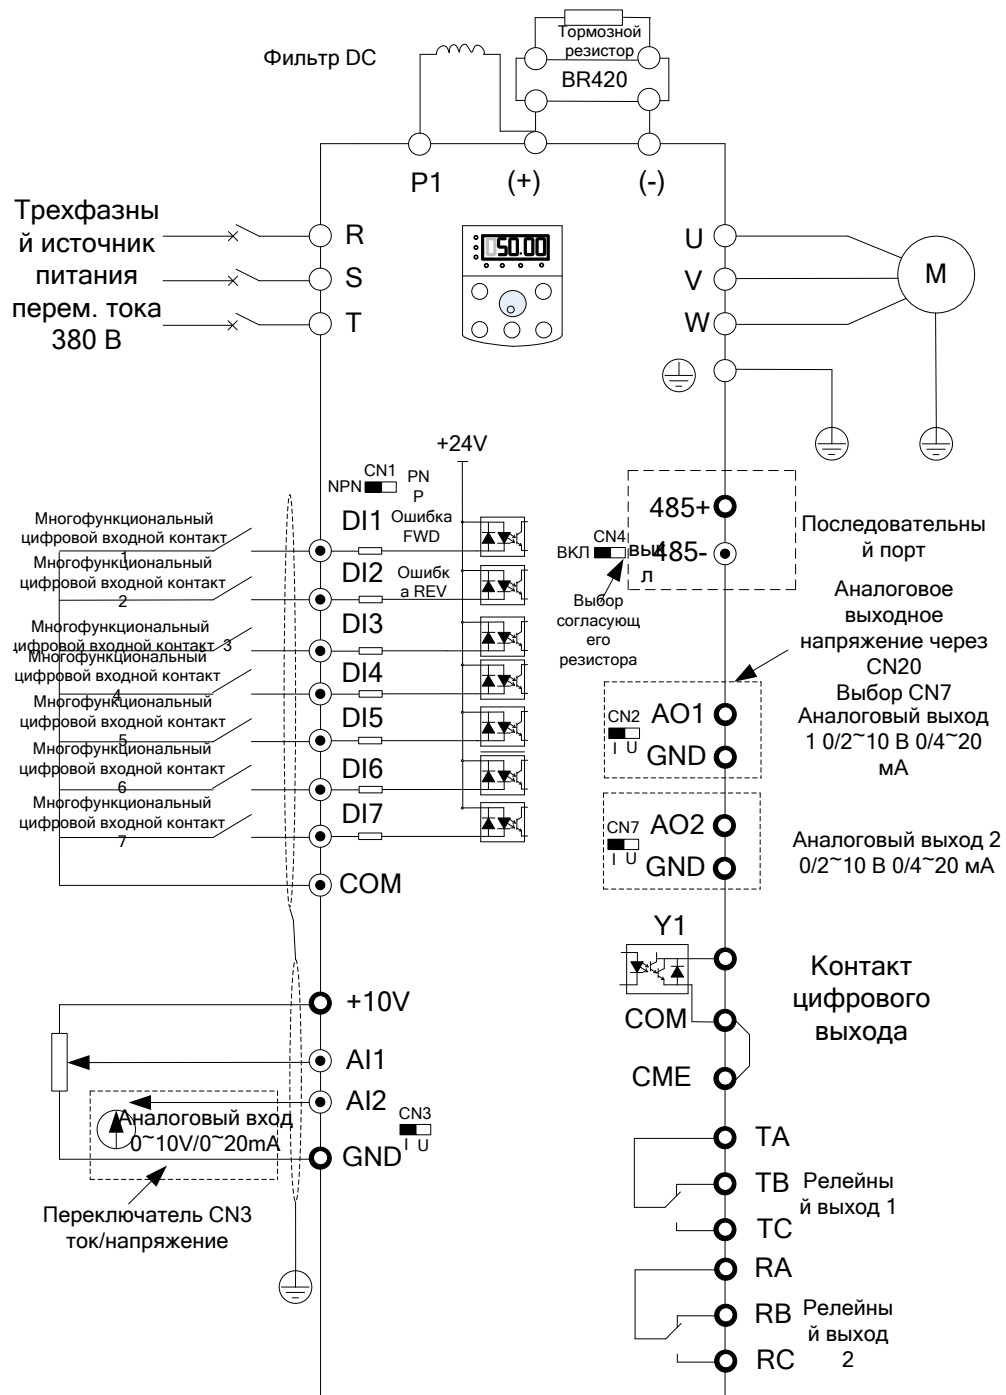 Тормозной
резистор
Фильтр DC
BR420
P1
(+)
(-)
Трехфазны
й источник
питания
перем. тока
380 В
R
S
T
50.00
U
V
W
M
+24V
CN1
NPN
PN
P
Многофункциональный
цифровой входной контакт
1
DI1
Ошибка
FWD
Многофункциональный
цифровой входной контакт
2
DI2
Ошибк
а REV
Многофункциональный
цифровой входной контакт 3
DI3
Многофункциональный
цифровой входной контакт
4
DI4
Многофункциональный
цифровой входной контакт
5
DI5
Многофункциональный
цифровой входной контакт
6
DI6
Многофункциональный
цифровой входной контакт
7
DI7
COM
485+
CN4
ВКЛ
вык
л
485-
Выбор
согласующ
его
резистора
Последовательны
й порт
Аналоговое
выходное
напряжение через
CN20
Выбор CN7
CN2
I U
AO1
GND
Аналоговый выход
1 0/2~10 В 0/4~20
мА
CN7
I U
AO2
GND
Аналоговый выход 2
0/2~10 В 0/4~20 мА
Y1
COM
CME
Контакт
цифрового
выхода
+10V
AI1
AI2
Аналоговый вход
0~10V/0~20mA
CN3
I U
GND
Переключатель CN3
ток/напряжение
TA
TB
TC
Релейны
й выход 1
RA
RB
RC
Релейны
й выход
2